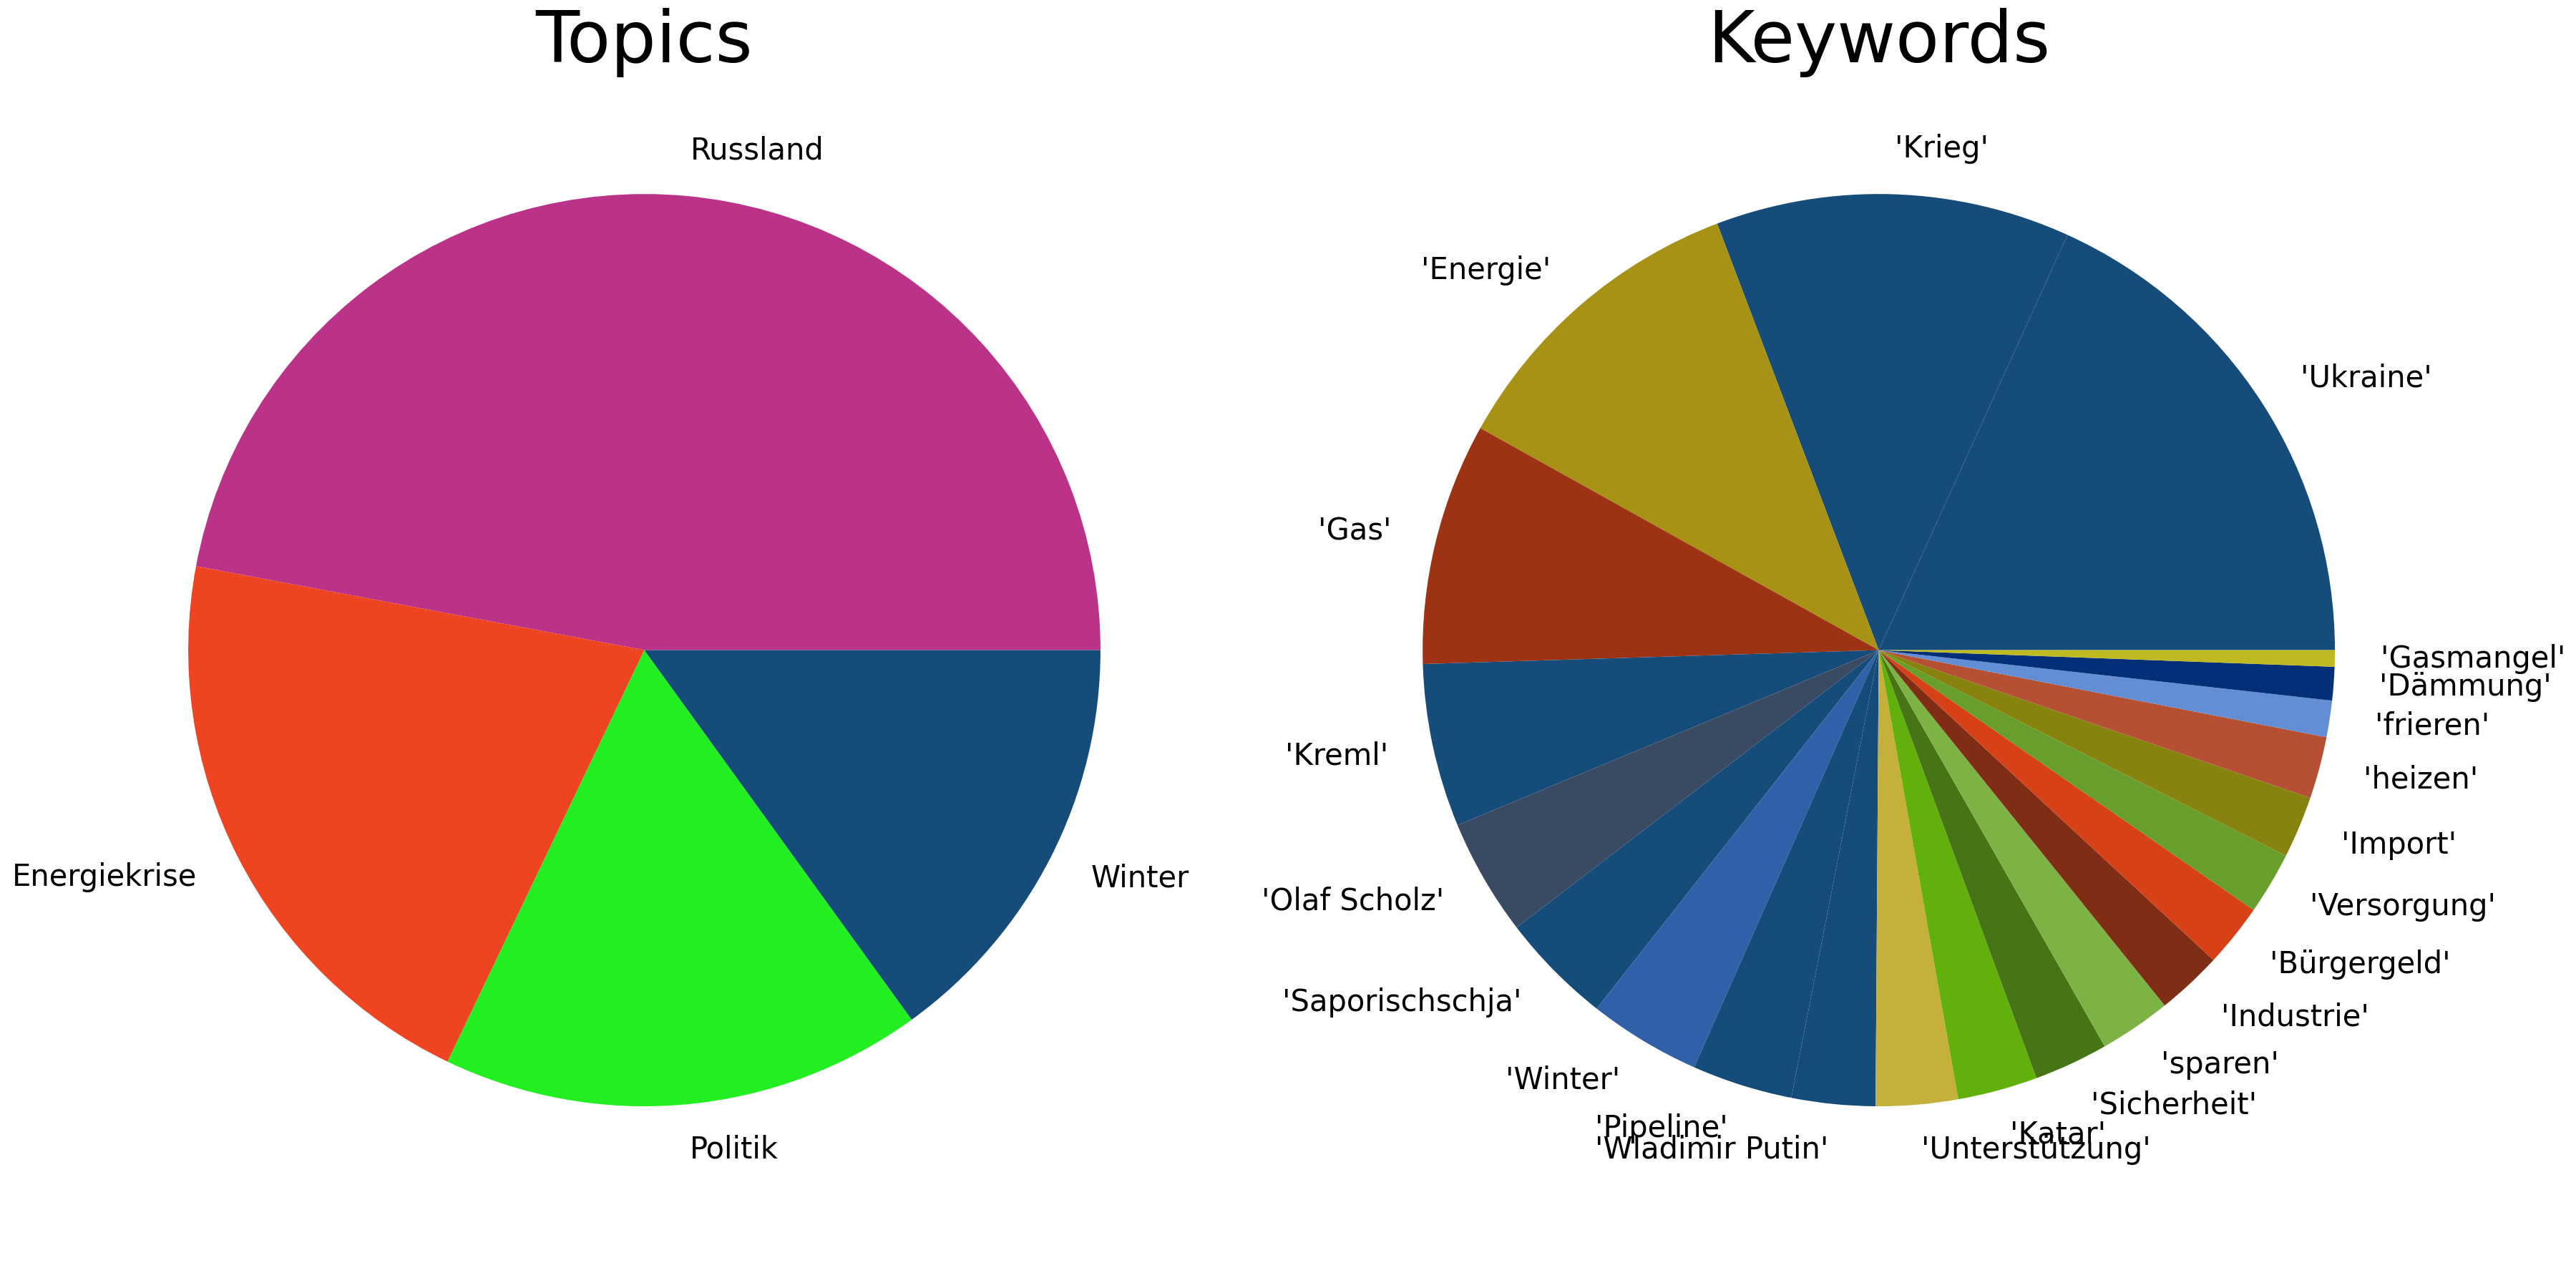 Topics
Russland
Energiekrise
Politik
Winter
Keywords
'Ukraine'
'Krieg'
'Energie'
'Gas'
'Kreml'
'Olaf Scholz'
'Saporischschja'
'Winter'
'Pipeline'
'Wladimir Putin'
'Unterstützung'
'Katar'
'Sicherheit'
'sparen'
'Industrie'
'Bürgergeld'
'Versorgung'
'Import'
'heizen'
'frieren'
'Dämmung'
'Gasmangel'